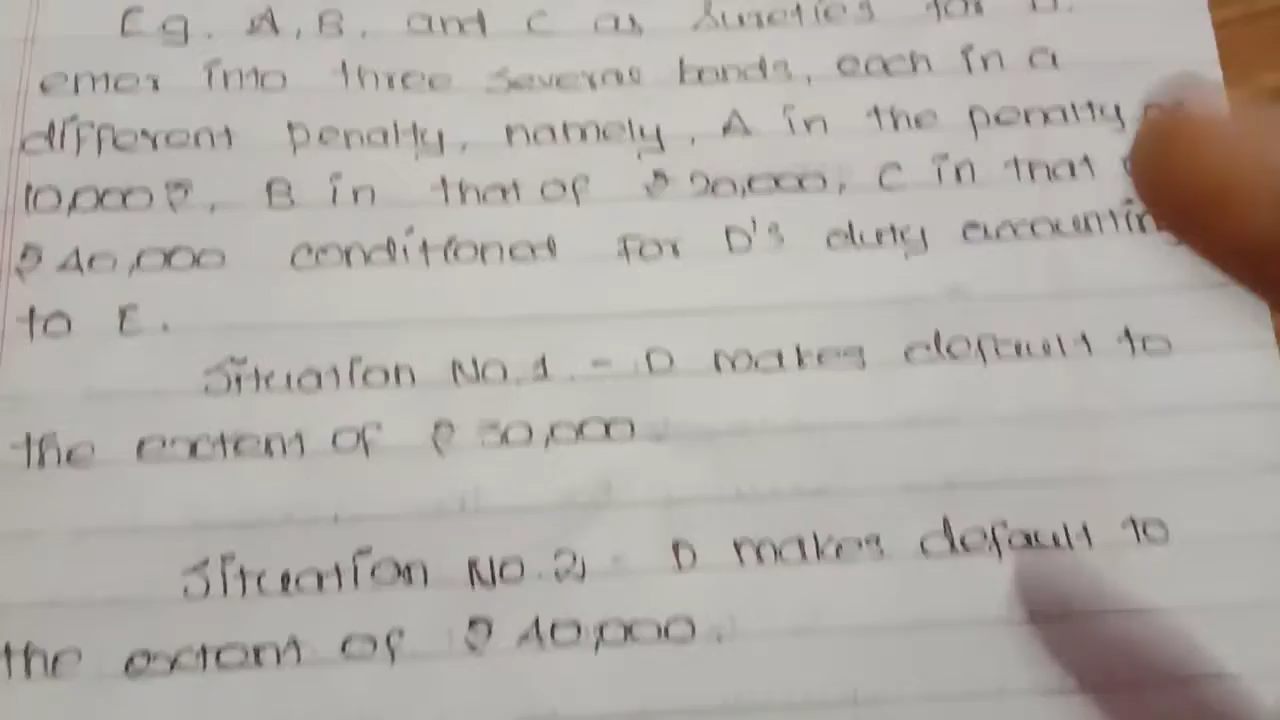 Eg. A, B, and C as sureties for D.
enter into three several bonds, each in a
different penalty, namely, A in the penalty
10,000₹, B in that of ₹ 20,000, C in that
₹ 40,000 conditioned for D's duty accounting
to E.
Situation No. 1 - D makes default to
the extent of ₹ 30,000.
Situation No. 2 - D makes default to
the extent of ₹ 40,000.